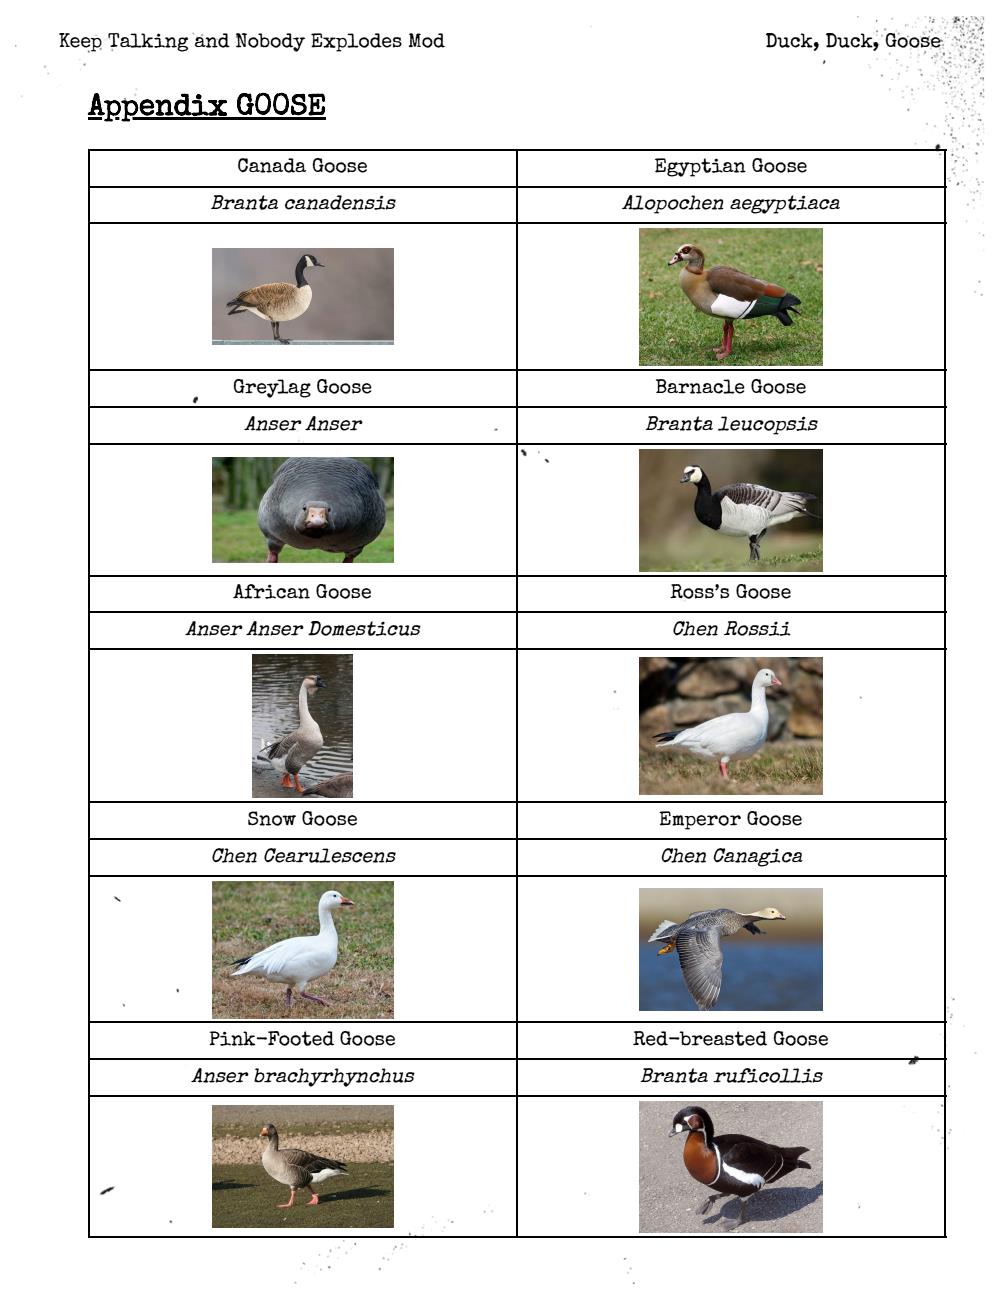 Keep Talking and Nobody Explodes Mod
Duck, Duck, Goose
Appendix GOOSE
Canada Goose
Egyptian Goose
Branta canadensis
Alopochen aegyptiaca
Greylag Goose
Barnacle Goose
Anser Anser
Branta leucopsis
African Goose
Ross's Goose
Anser Anser Domesticus
Chen Rossii
Snow Goose
Emperor Goose
Chen Cearulescens
Chen Canagica
Pink-Footed Goose
Red-breasted Goose
Anser brachyrhynchus
Branta ruficollis